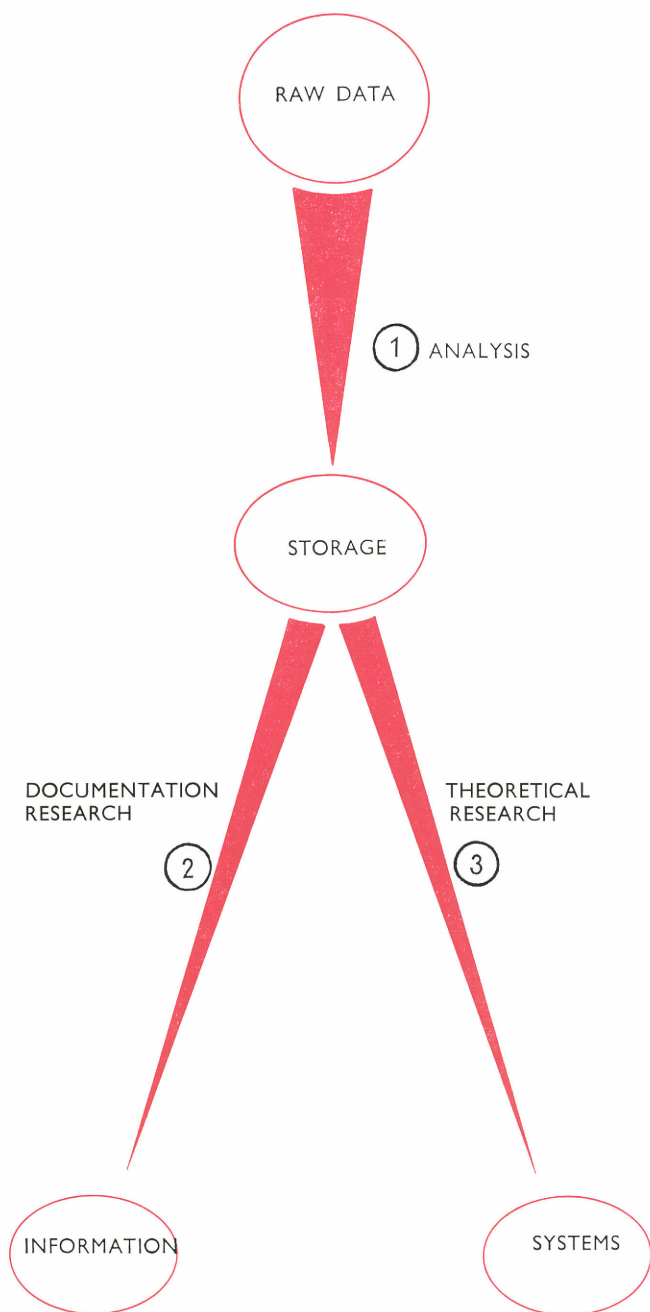 RAW DATA
1 ANALYSIS
STORAGE
DOCUMENTATION
RESEARCH
2
THEORETICAL
RESEARCH
3
INFORMATION
SYSTEMS